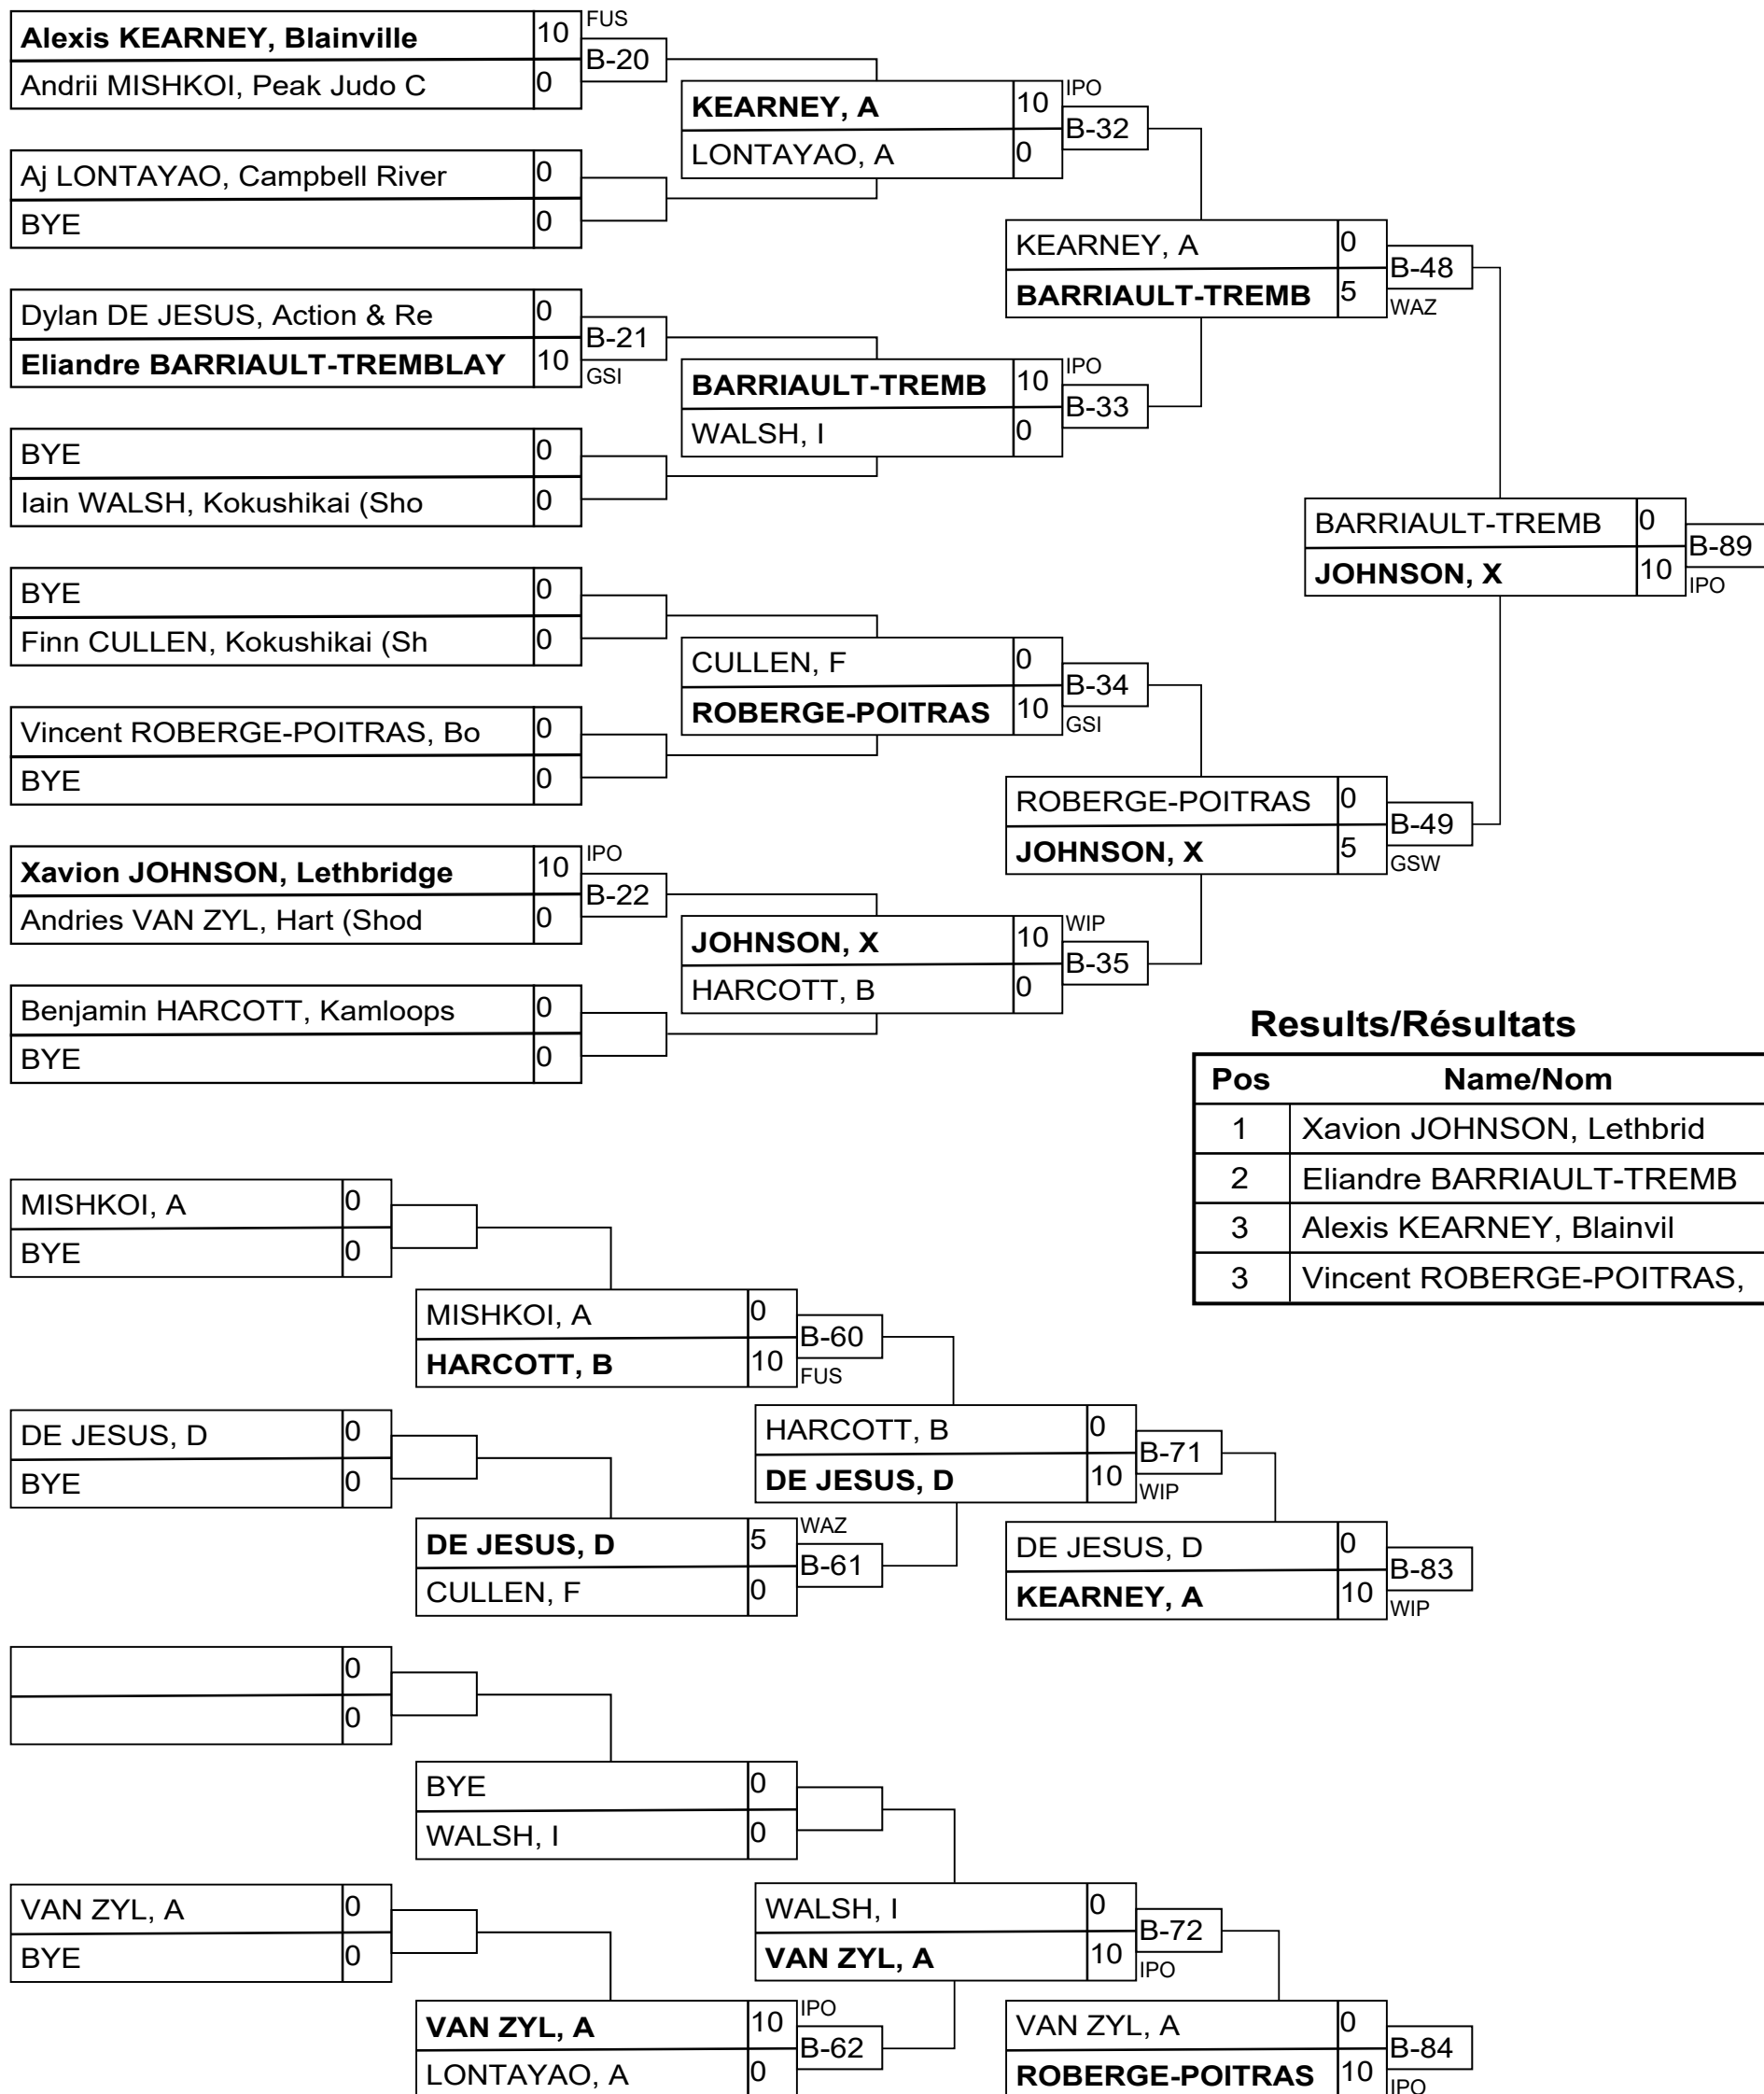 Alexis KEARNEY, Blainville 10 FUS
B-20
Andrii MISHKOI, Peak Judo C 0
KEARNEY, A 10 IPO
B-32
LONTAYAO, A 0
Aj LONTAYAO, Campbell River 0
BYE 0
KEARNEY, A 0
B-48
BARRIAULT-TREMB 5 WAZ
Dylan DE JESUS, Action & Re 0
B-21
Eliandre BARRIAULT-TREMBLAY 10 GSI
BARRIAULT-TREMB 10 IPO
B-33
WALSH, I 0
BYE 0
Iain WALSH, Kokushikai (Sho 0
BARRIAULT-TREMB 0
B-89
JOHNSON, X 10 IPO
BYE 0
Finn CULLEN, Kokushikai (Sh 0
CULLEN, F 0
B-34
ROBERGE-POITRAS 10 GSI
Vincent ROBERGE-POITRAS, Bo 0
BYE 0
ROBERGE-POITRAS 0
B-49
JOHNSON, X 5 GSW
Xavion JOHNSON, Lethbridge 10 IPO
B-22
Andries VAN ZYL, Hart (Shod 0
JOHNSON, X 10 WIP
B-35
HARCOTT, B 0
Benjamin HARCOTT, Kamloops 0
BYE 0
Results/Résultats
Pos Name/Nom
1 Xavion JOHNSON, Lethbrid
2 Eliandre BARRIAULT-TREMB
3 Alexis KEARNEY, Blainvil
3 Vincent ROBERGE-POITRAS,
MISHKOI, A 0
BYE 0
MISHKOI, A 0
B-60
HARCOTT, B 10 FUS
DE JESUS, D 0
BYE 0
HARCOTT, B 0
B-71
DE JESUS, D 10 WIP
DE JESUS, D 5 WAZ
B-61
CULLEN, F 0
DE JESUS, D 0
B-83
KEARNEY, A 10 WIP
0
0
BYE 0
WALSH, I 0
VAN ZYL, A 0
BYE 0
WALSH, I 0
B-72
VAN ZYL, A 10 IPO
VAN ZYL, A 10 IPO
B-62
LONTAYAO, A 0
VAN ZYL, A 0
B-84
ROBERGE-POITRAS 10 IPO